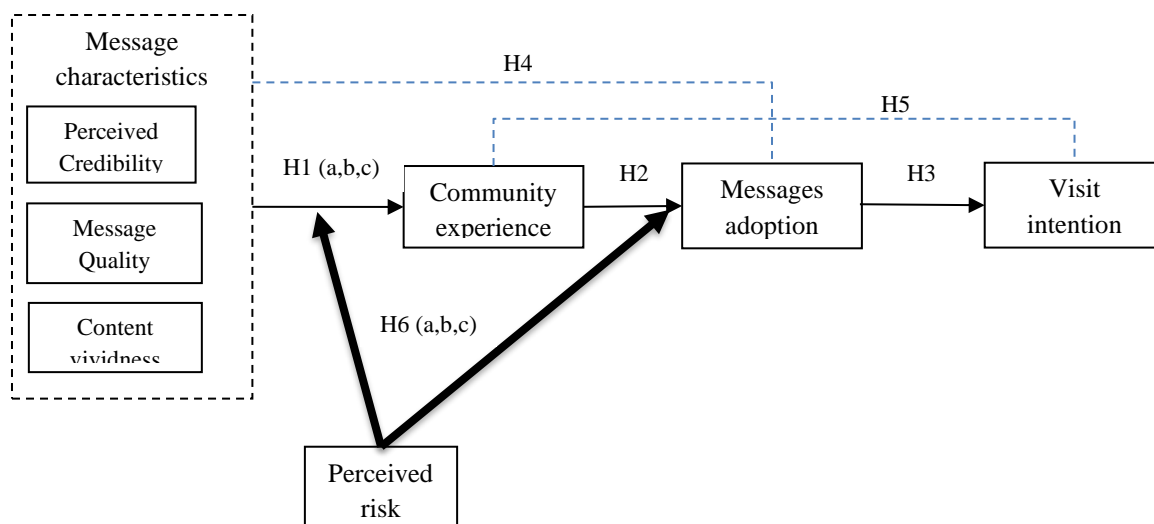 Message
characteristics
Perceived
Credibility
Message
Quality
Content
vividness
H1 (a,b,c)
Community
experience
H2
Messages
adoption
H3
Visit
intention
H4
H5
H6 (a,b,c)
Perceived
risk